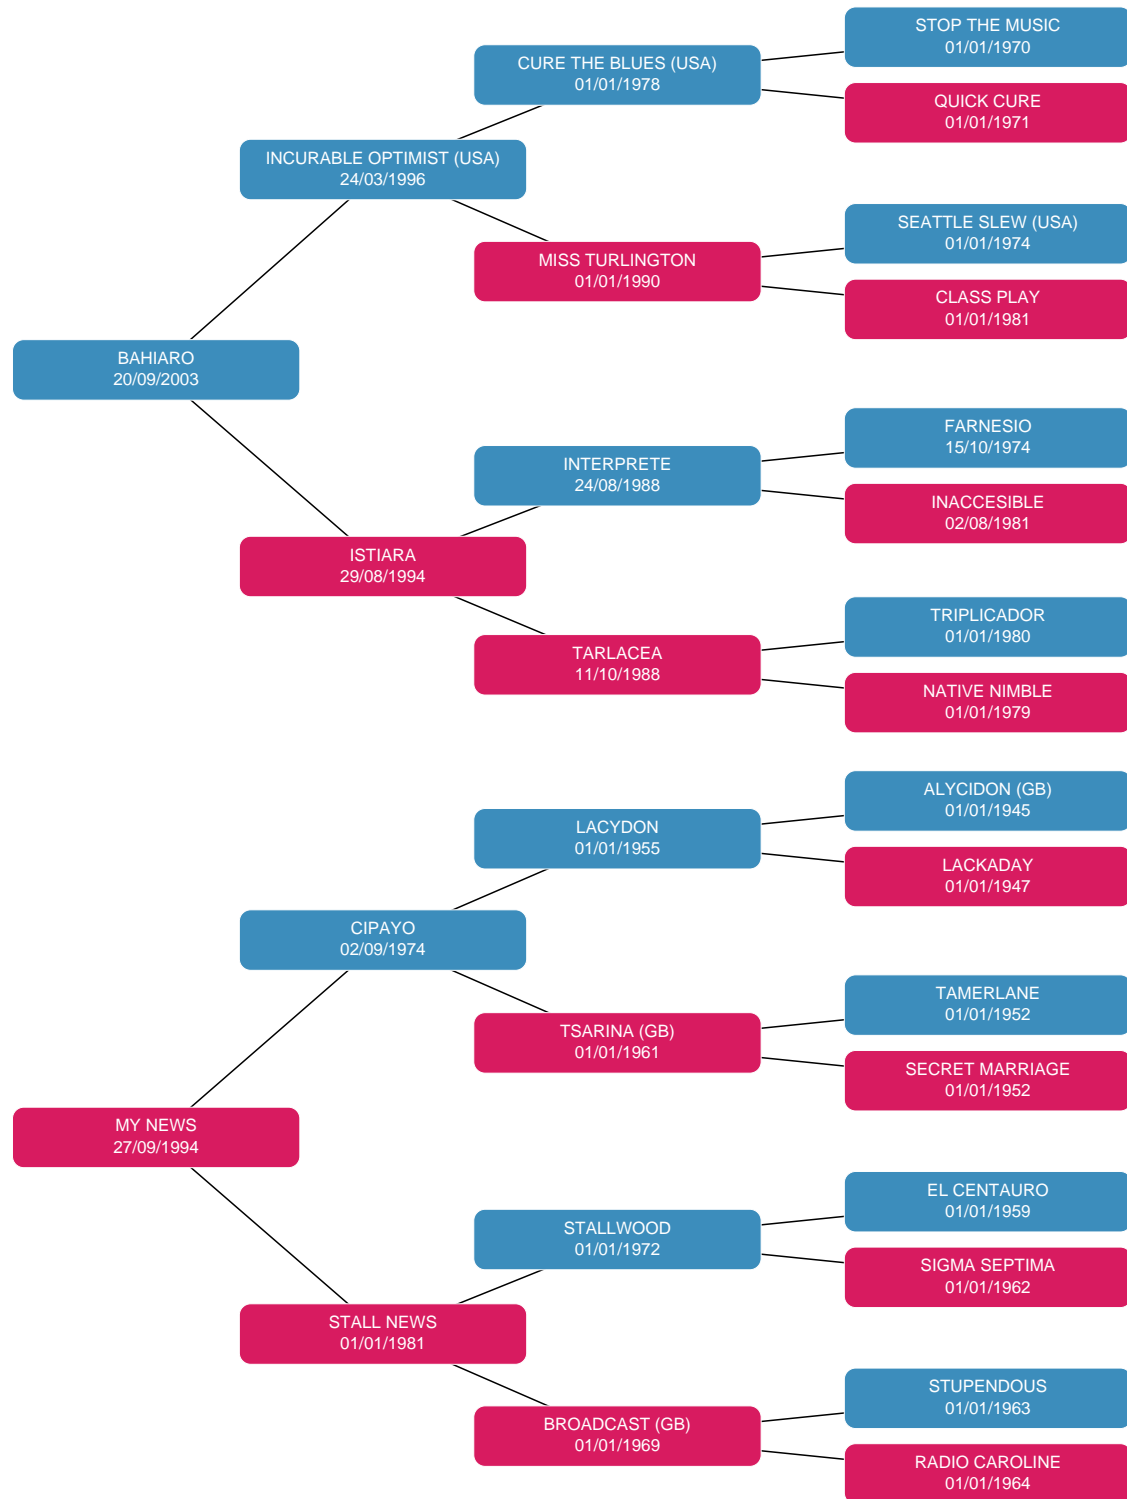 STOP THE MUSIC
01/01/1970
CURE THE BLUES (USA)
01/01/1978
QUICK CURE
01/01/1971
INCURABLE OPTIMIST (USA)
24/03/1996
SEATTLE SLEW (USA)
01/01/1974
MISS TURLINGTON
01/01/1990
CLASS PLAY
01/01/1981
BAHIARO
20/09/2003
FARNESIO
15/10/1974
INTERPRETE
24/08/1988
INACCESIBLE
02/08/1981
ISTIARA
29/08/1994
TRIPLICADOR
01/01/1980
TARLACEA
11/10/1988
NATIVE NIMBLE
01/01/1979
ALYCIDON (GB)
01/01/1945
LACYDON
01/01/1955
LACKADAY
01/01/1947
CIPAYO
02/09/1974
TAMERLANE
01/01/1952
TSARINA (GB)
01/01/1961
SECRET MARRIAGE
01/01/1952
MY NEWS
27/09/1994
EL CENTAURO
01/01/1959
STALLWOOD
01/01/1972
SIGMA SEPTIMA
01/01/1962
STALL NEWS
01/01/1981
STUPENDOUS
01/01/1963
BROADCAST (GB)
01/01/1969
RADIO CAROLINE
01/01/1964